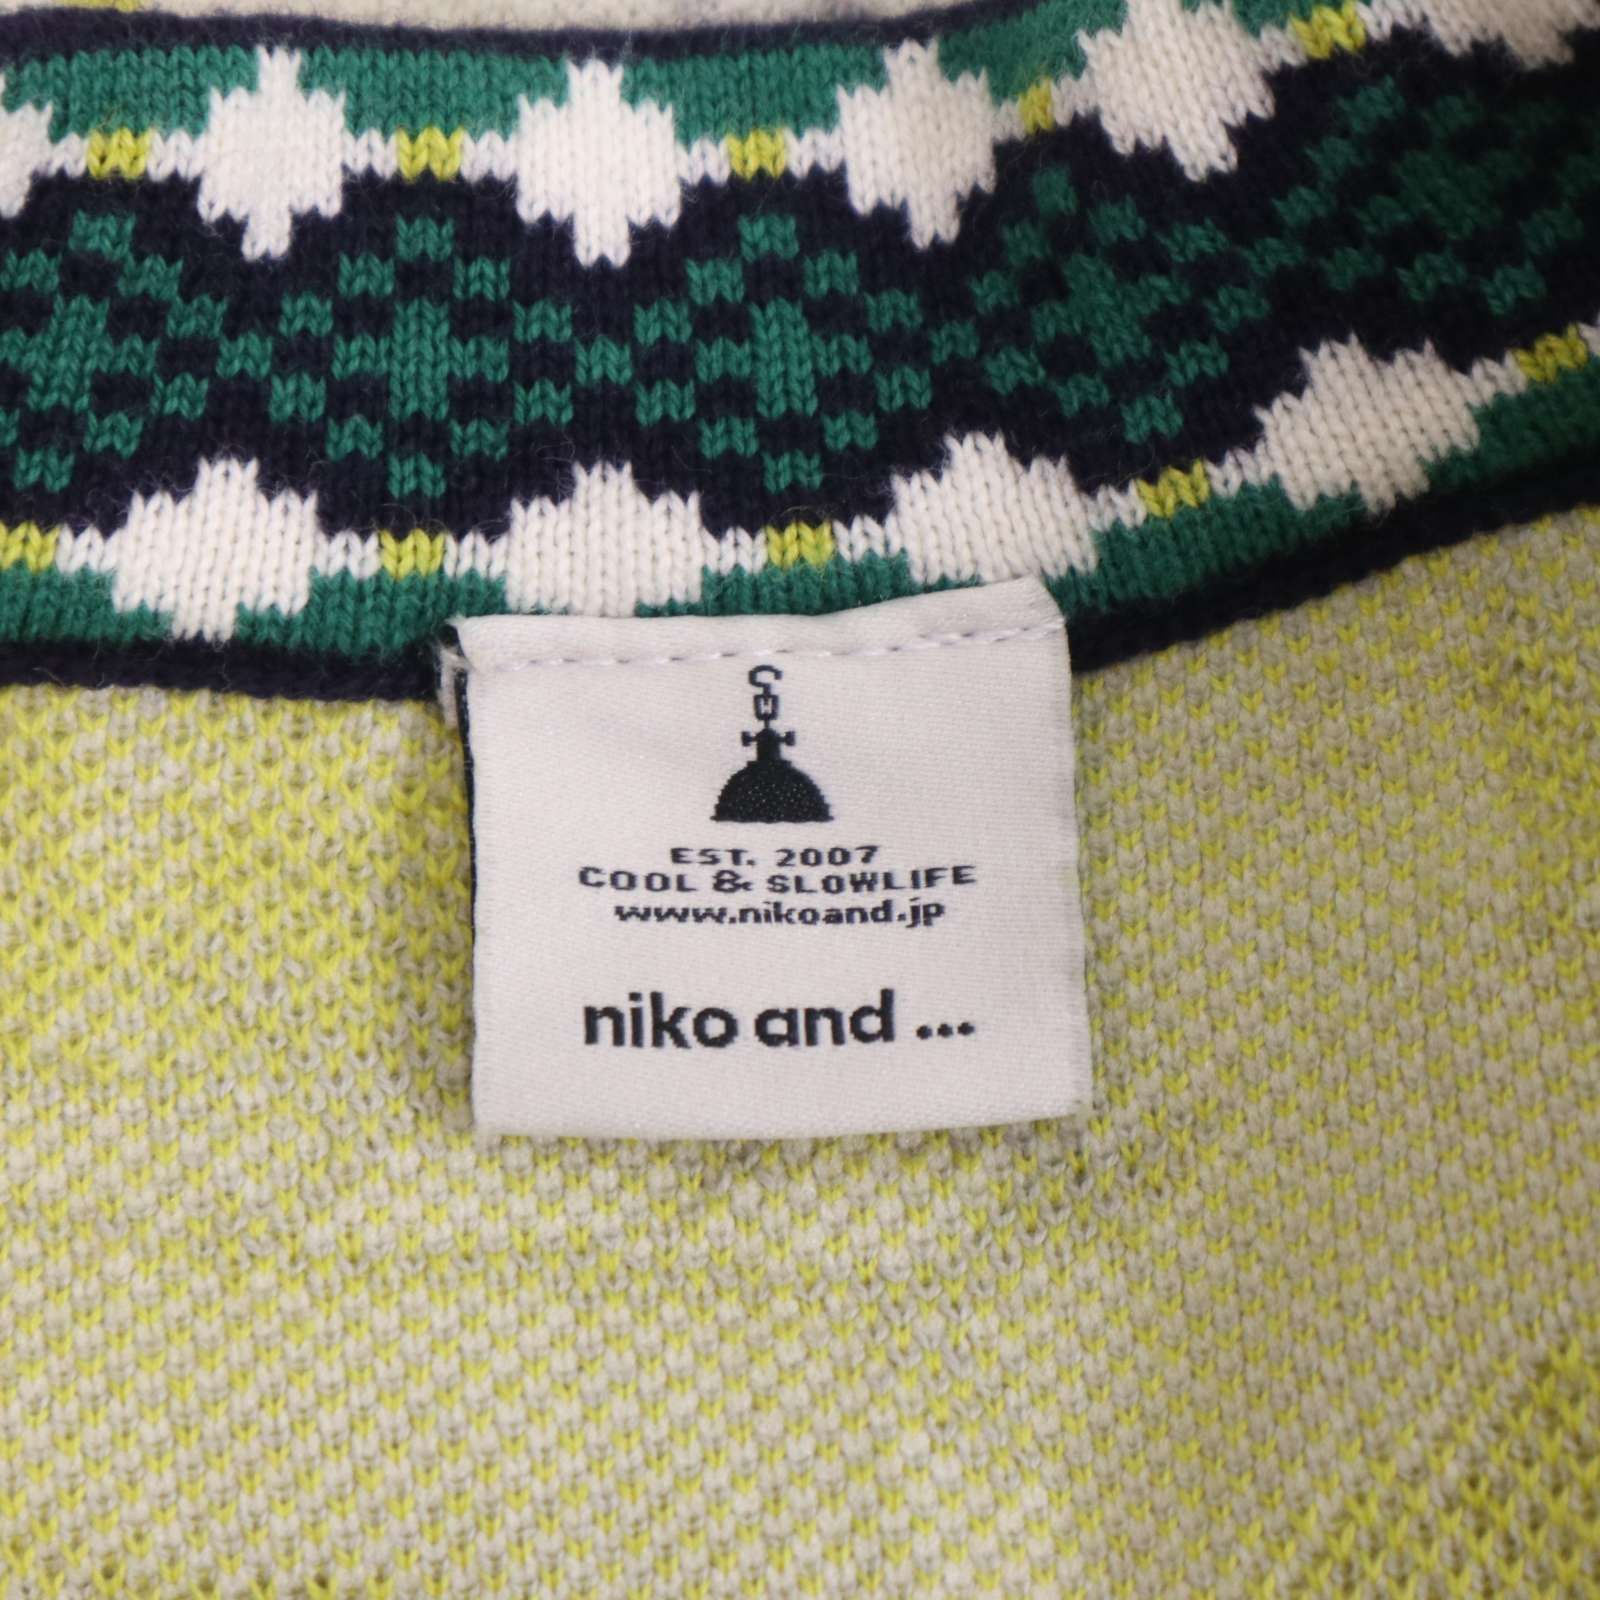 EST. 2007
COOL & SLOWLIFE
www.nikoand.jp
niko and ...